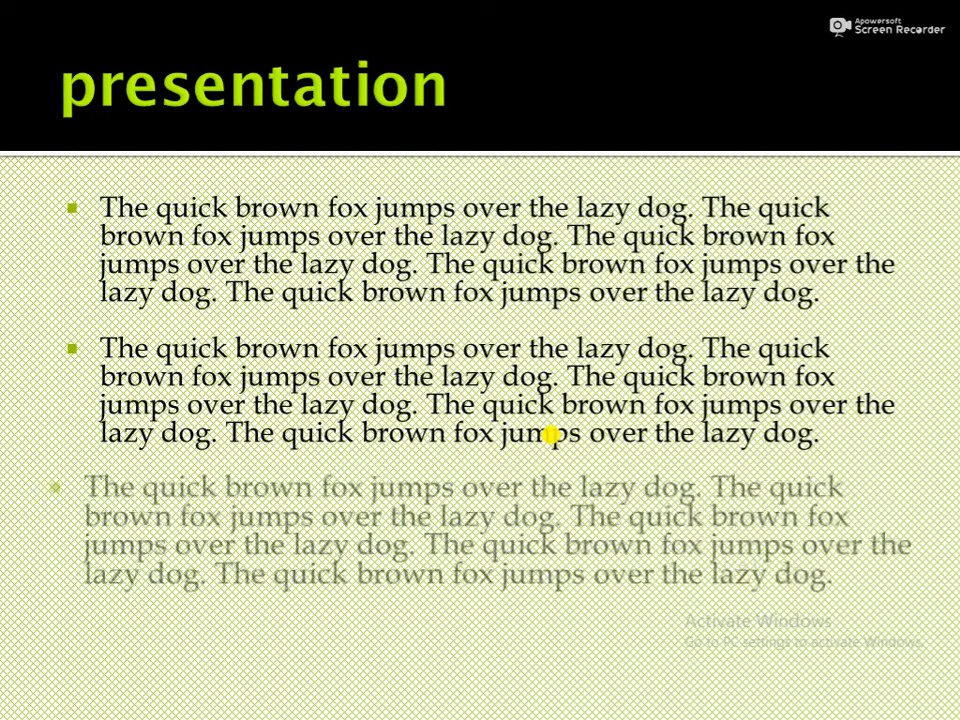 Apowersoft
Screen Recorder
presentation
The quick brown fox jumps over the lazy dog. The quick
brown fox jumps over the lazy dog. The quick brown fox
jumps over the lazy dog. The quick brown fox jumps over the
lazy dog. The quick brown fox jumps over the lazy dog.
The quick brown fox jumps over the lazy dog. The quick
brown fox jumps over the lazy dog. The quick brown fox
jumps over the lazy dog. The quick brown fox jumps over the
lazy dog. The quick brown fox jumps over the lazy dog.
The quick brown fox jumps over the lazy dog. The quick
brown fox jumps over the lazy dog. The quick brown fox
jumps over the lazy dog. The quick brown fox jumps over the
lazy dog. The quick brown fox jumps over the lazy dog.
Activate Windows
Go to PC settings to activate Windows.